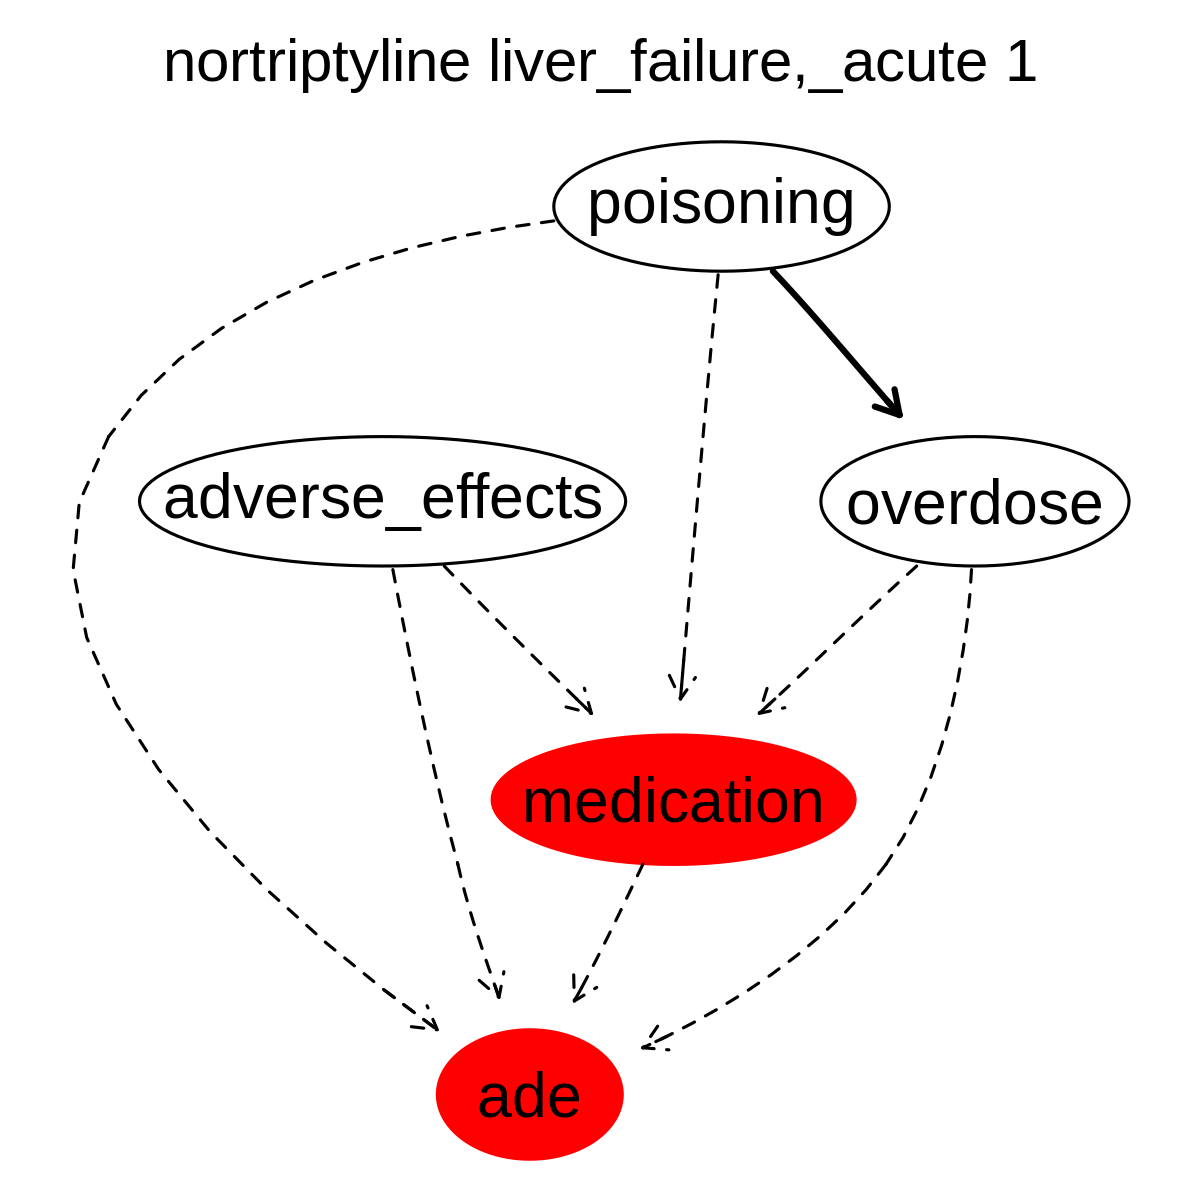 nortriptyline liver_failure,_acute 1
poisoning
adverse_effects
overdose
medication
ade